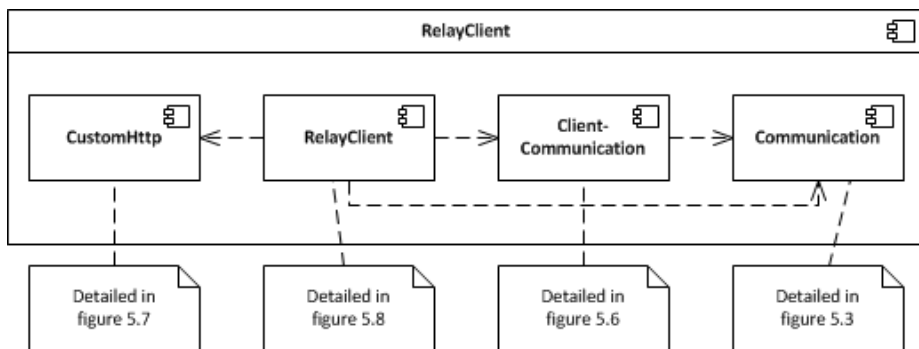 RelayClient
CustomHttp
RelayClient
Client-
Communication
Communication
Detailed in
figure 5.7
Detailed in
figure 5.8
Detailed in
figure 5.6
Detailed in
figure 5.3